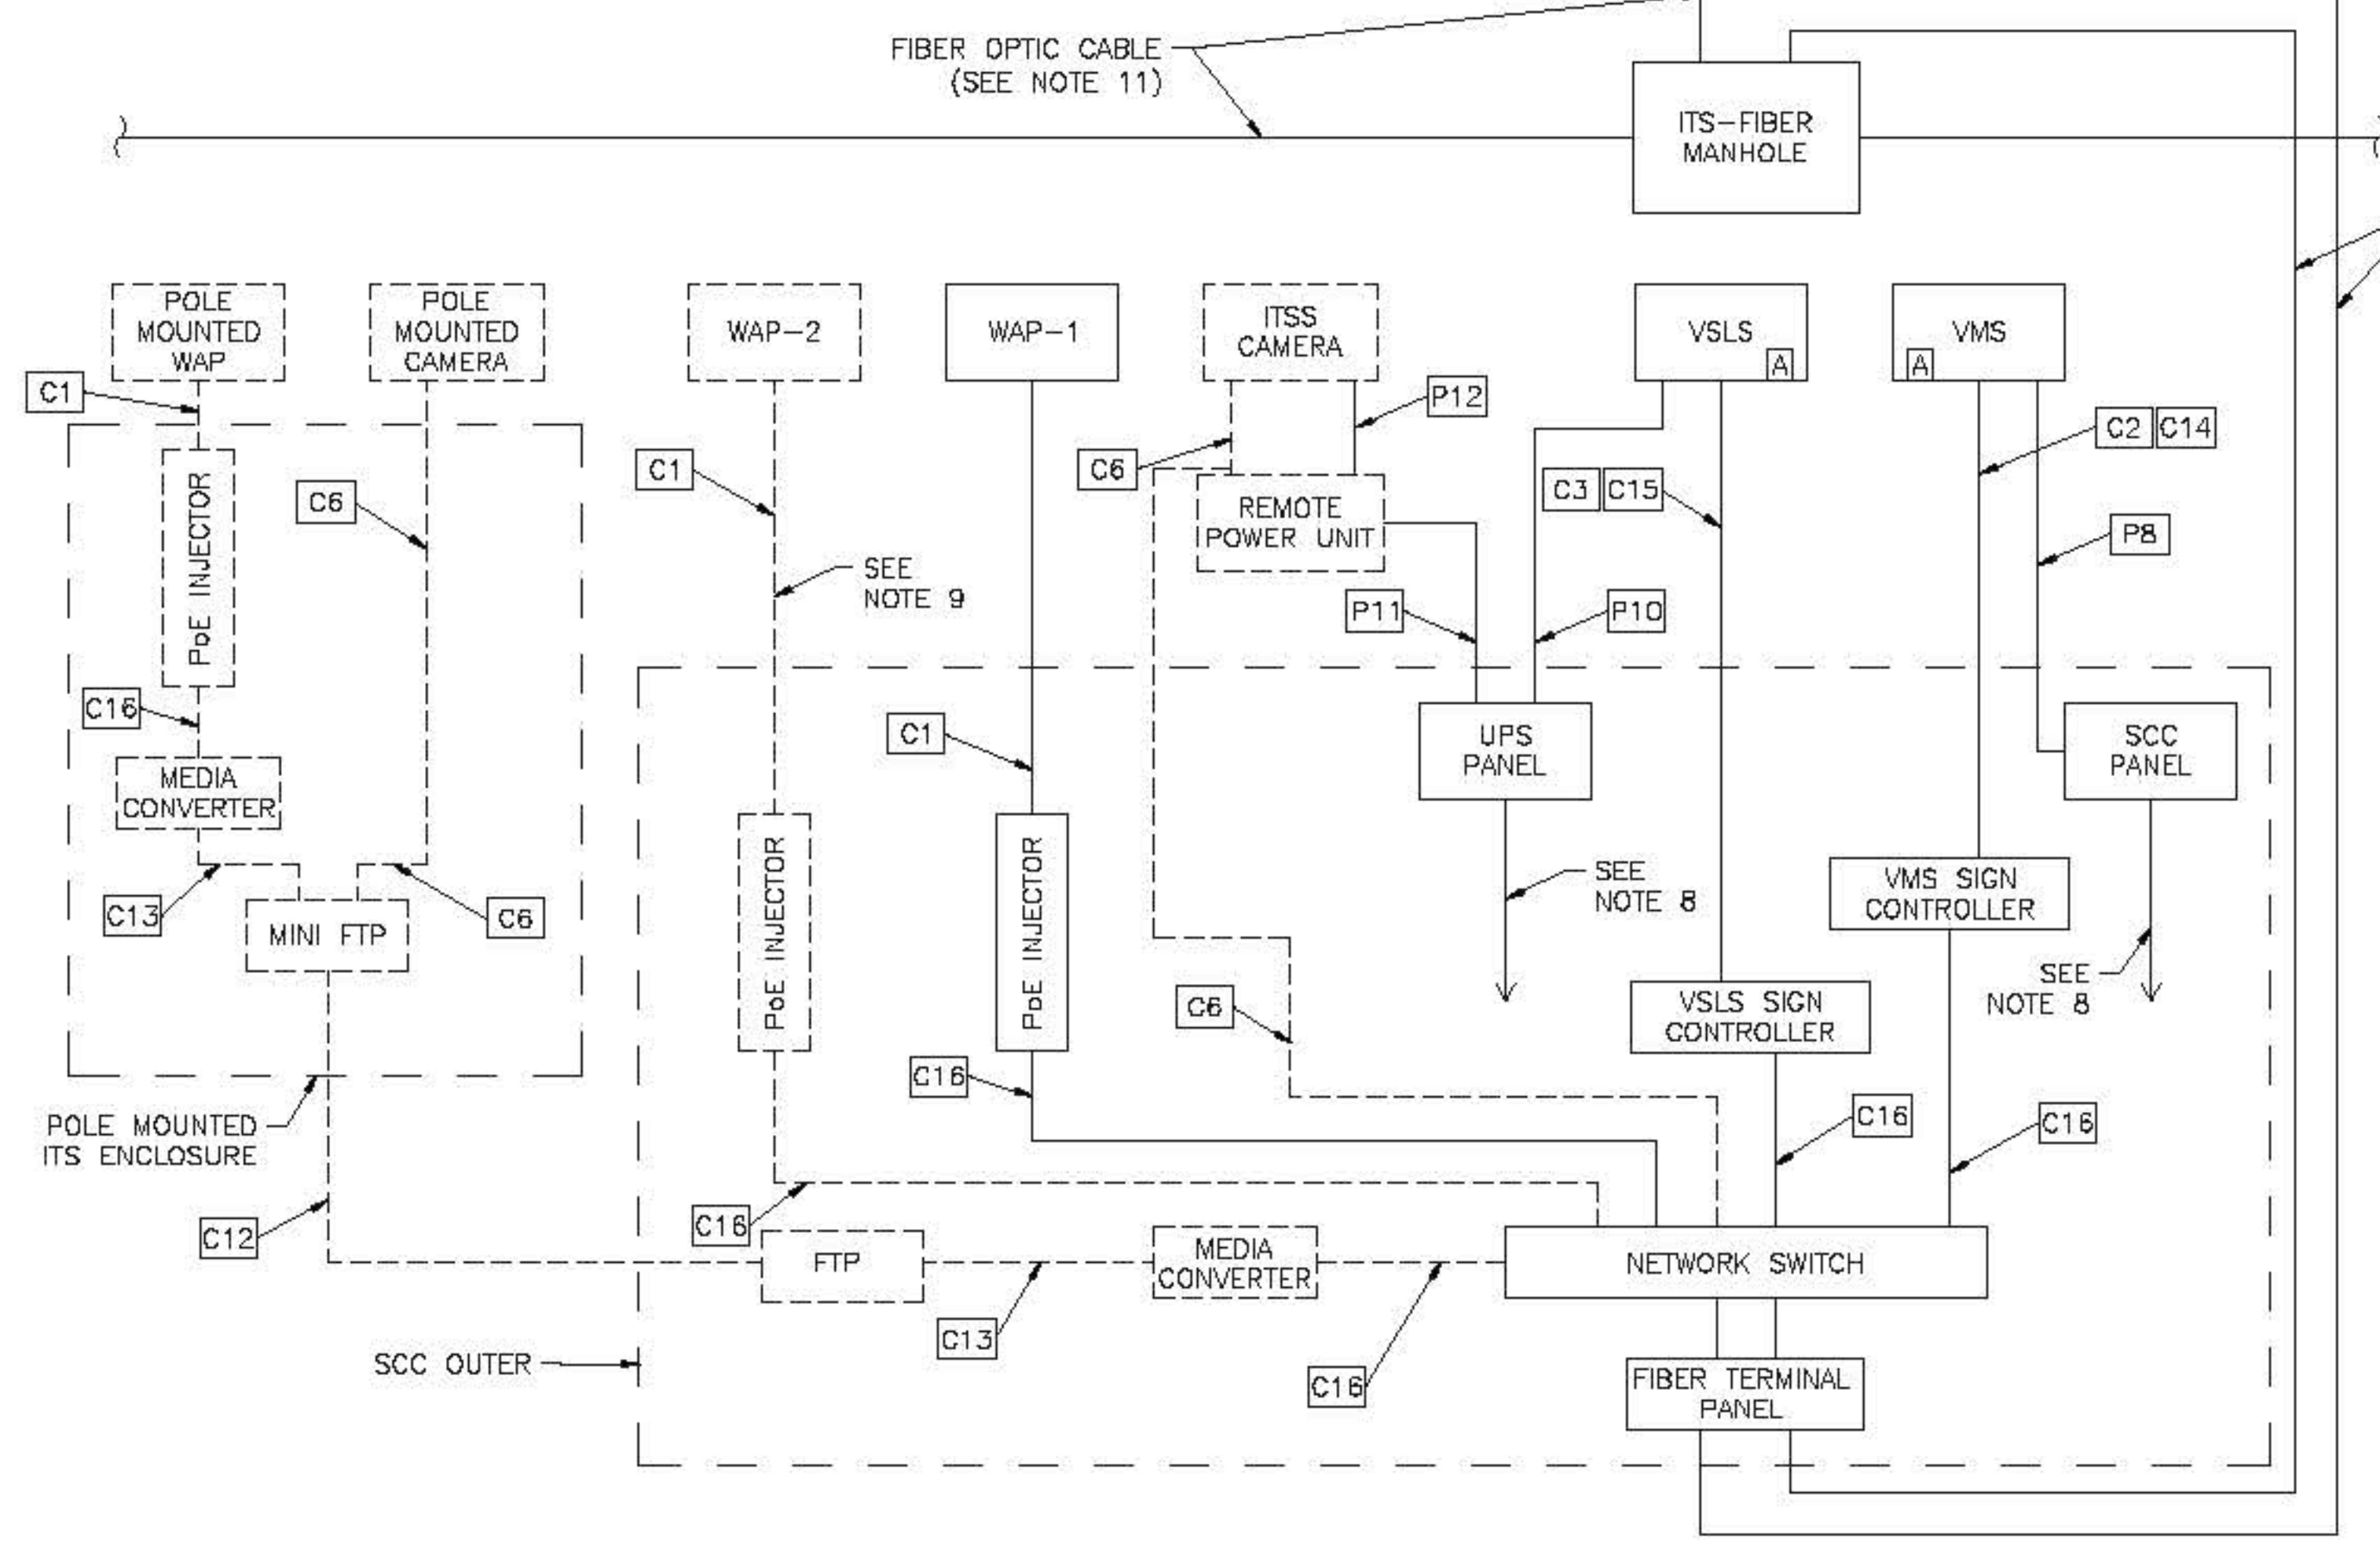 FIBER OPTIC CABLE
(SEE NOTE 11)
ITS-FIBER
MANHOLE
POLE
MOUNTED
WAP
POLE
MOUNTED
CAMERA
WAP-2
WAP-1
ITSS
CAMERA
VSLS
A
VMS
A
C1
P12
C2 C14
C6
C1
C6
C3 C15
PoE INJECTOR
REMOTE
POWER UNIT
P8
SEE
NOTE 9
P11
P10
C16
C1
UPS
PANEL
SCC
PANEL
MEDIA
CONVERTER
PoE INJECTOR
PoE INJECTOR
SEE
NOTE 8
VMS SIGN
CONTROLLER
C13
MINI FTP
C6
SEE
NOTE 8
C6
VSLS SIGN
CONTROLLER
C16
POLE MOUNTED
ITS ENCLOSURE
C16
C16
C12
C16
FTP
MEDIA
CONVERTER
NETWORK SWITCH
C13
SCC OUTER
C16
FIBER TERMINAL
PANEL